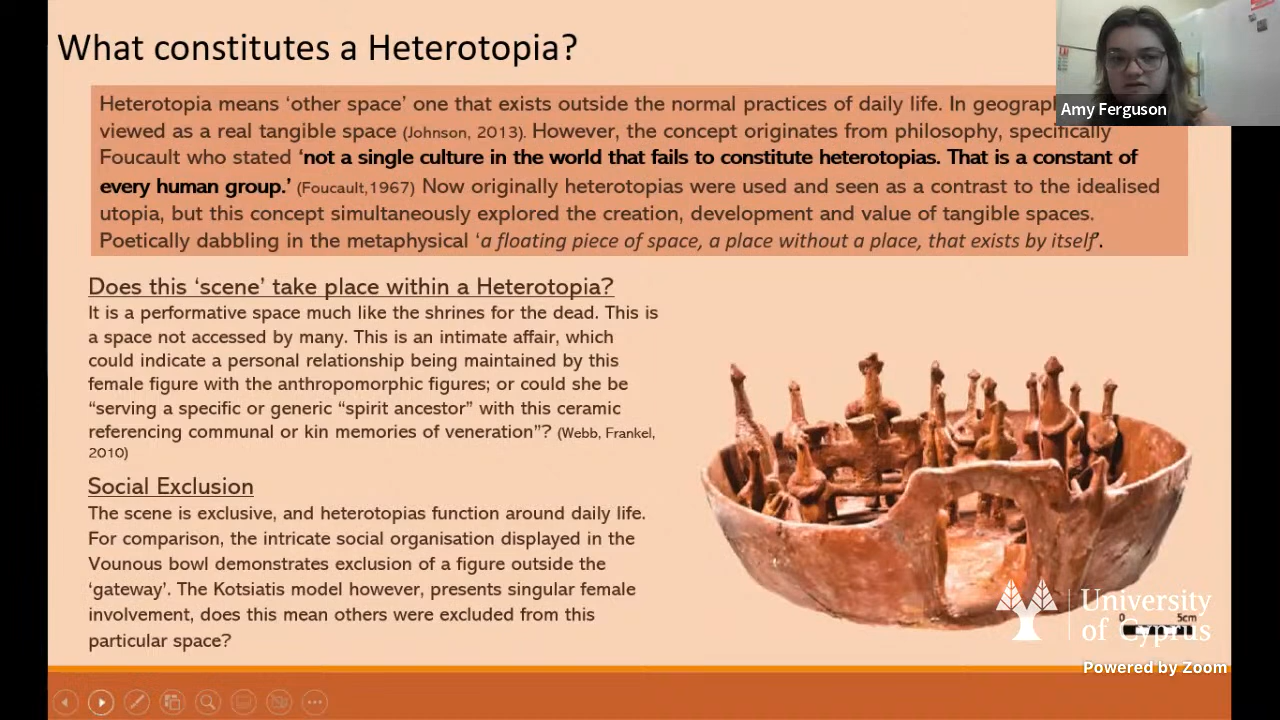 What constitutes a Heterotopia?
Amy Ferguson
Heterotopia means ‘other space’ one that exists outside the normal practices of daily life. In
viewed as a real tangible space (Johnson, 2013). However, the concept originates from philosophy, specifically
Foucault who stated ‘not a single culture in the world that fails to constitute heterotopias. That is a constant of
every human group.’ (Foucault,1967) Now originally heterotopias were used and seen as a contrast to the idealised
utopia, but this concept simultaneously explored the creation, development and value of tangible spaces.
Poetically dabbling in the metaphysical ‘a floating piece of space, a place without a place, that exists by itself’.
Does this ‘scene’ take place within a Heterotopia?
It is a performative space much like the shrines for the dead. This is
a space not accessed by many. This is an intimate affair, which
could indicate a personal relationship being maintained by this
female figure with the anthropomorphic figures; or could she be
“serving a specific or generic “spirit ancestor” with this ceramic
referencing communal or kin memories of veneration”? (Webb, Frankel,
2010)
Social Exclusion
The scene is exclusive, and heterotopias function around daily life.
For comparison, the intricate social organisation displayed in the
Vounous bowl demonstrates exclusion of a figure outside the
‘gateway’. The Kotsiatis model however, presents singular female
involvement, does this mean others were excluded from this
particular space?
University
of Cyprus
0 5cm
Powered by Zoom